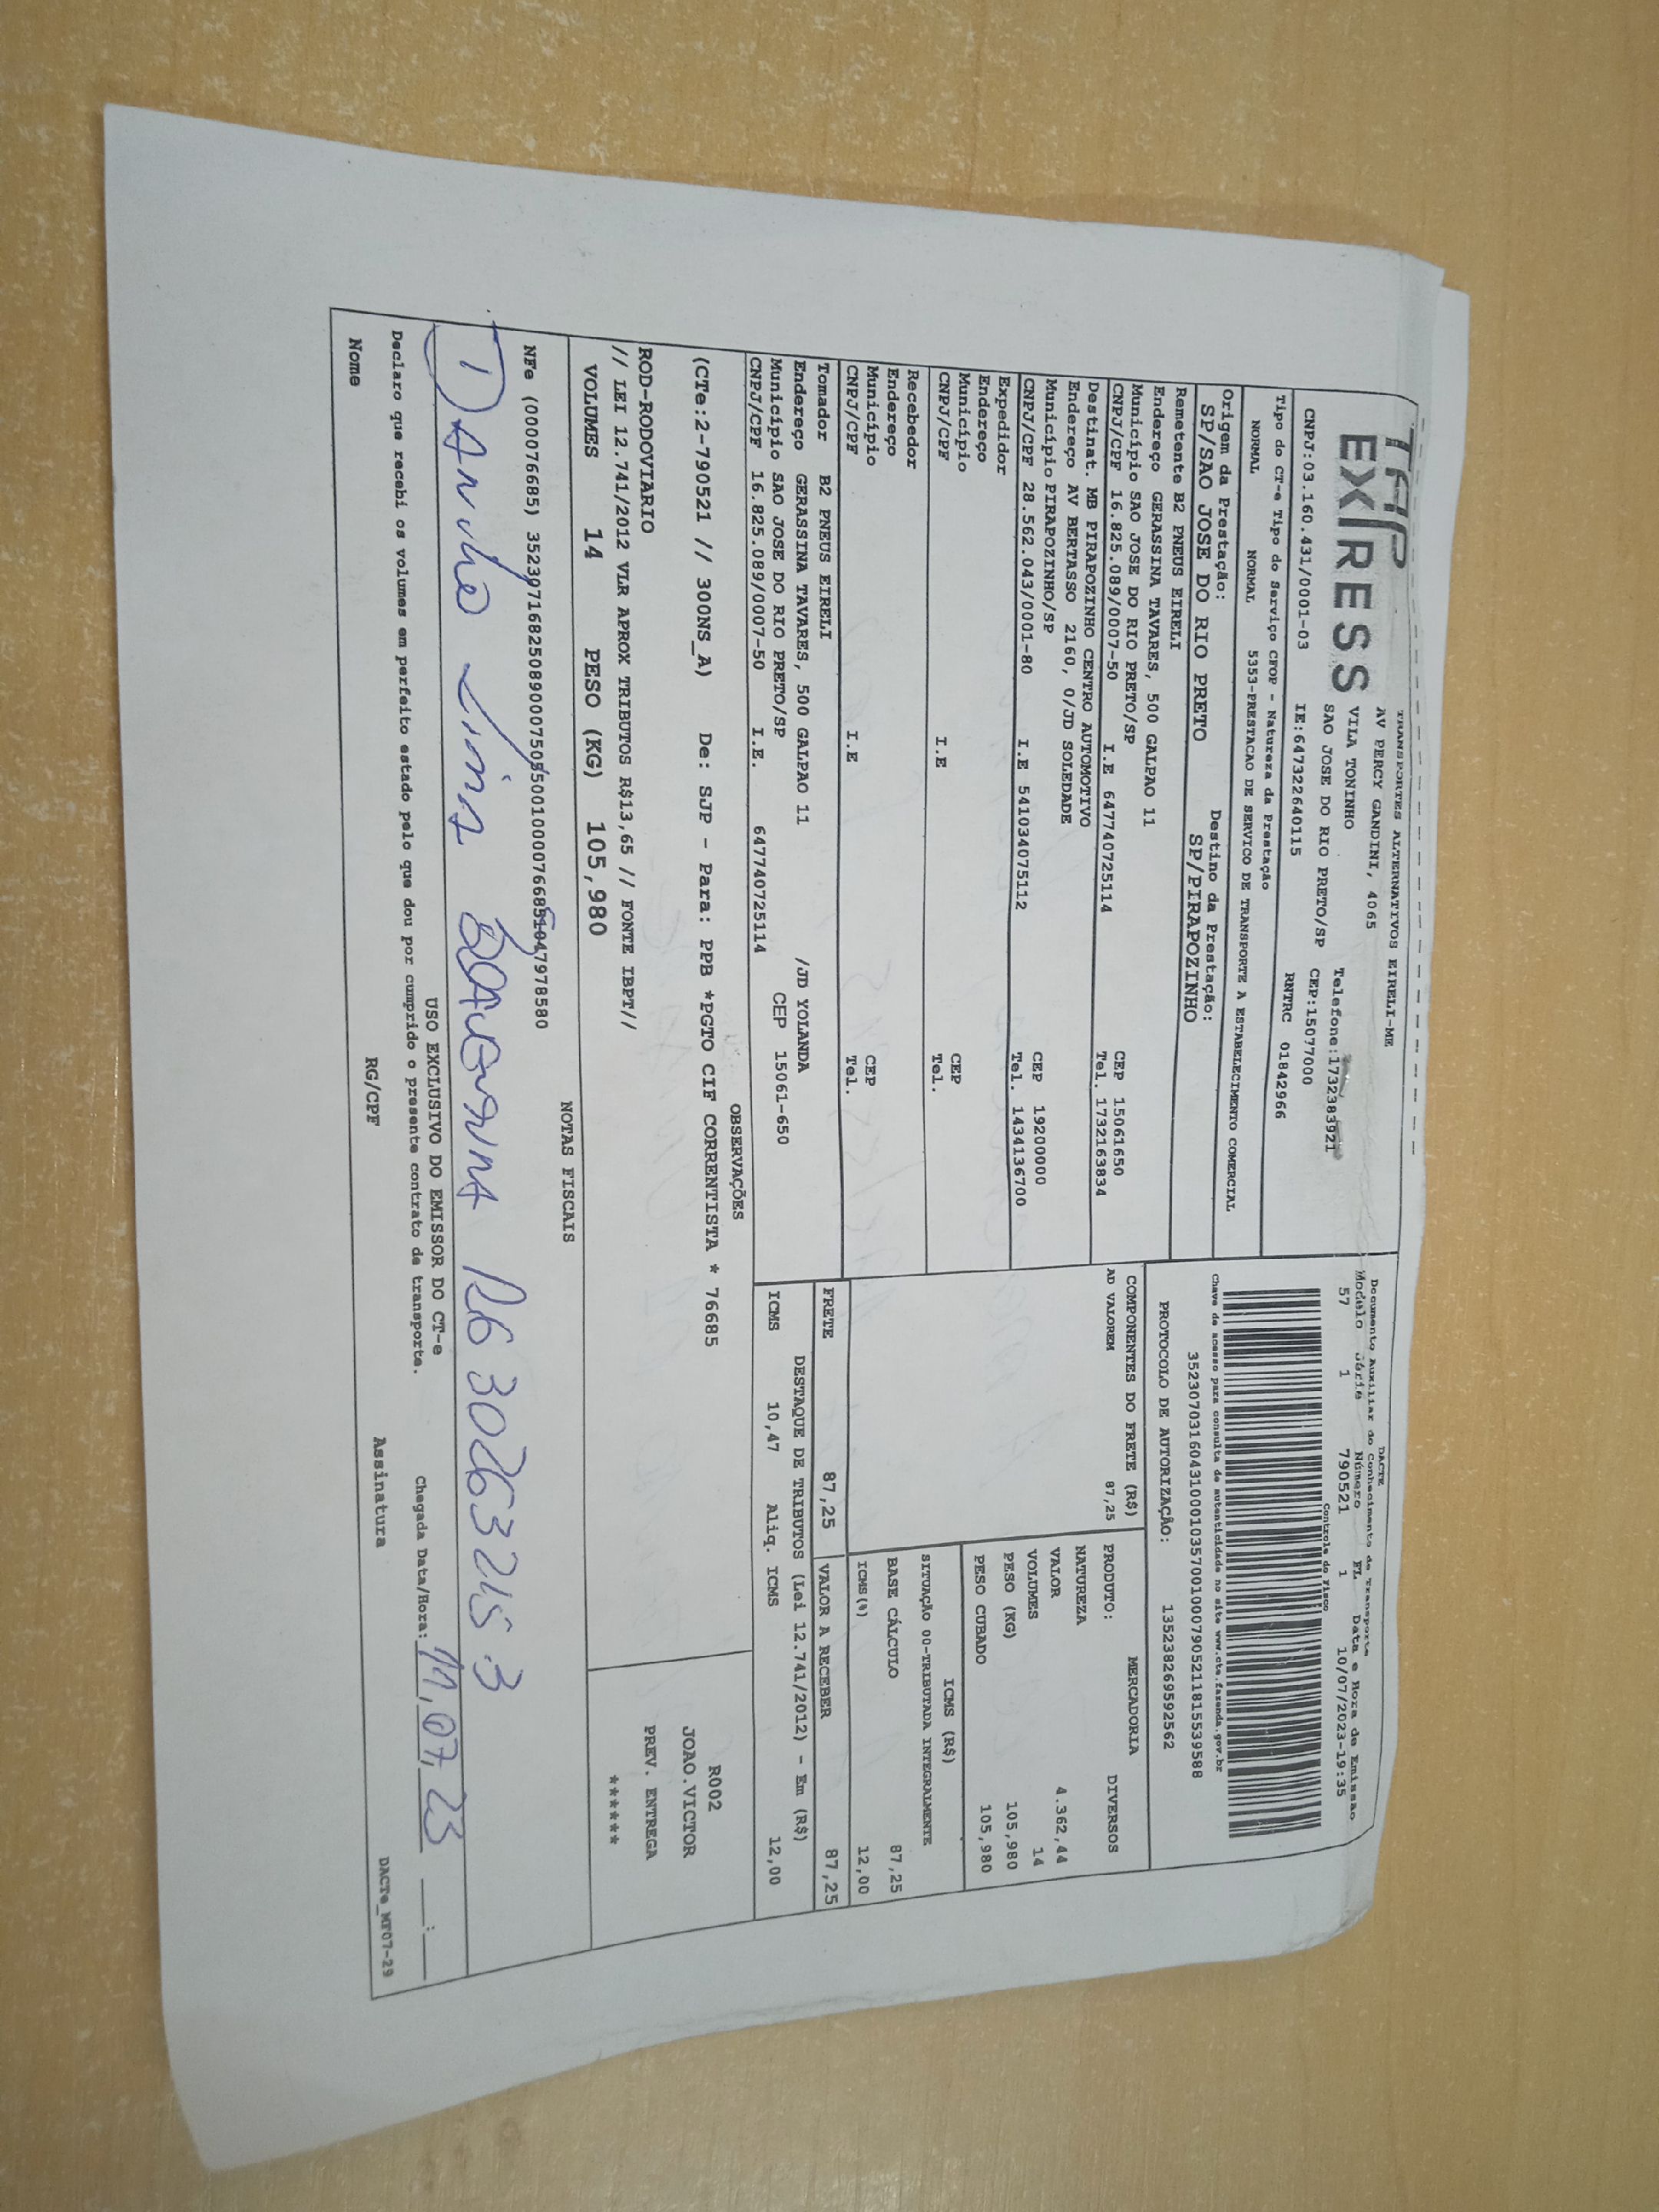 TAP
EXPRESS
TRANSPORTES ALTERNATIVOS EIRELI-ME
AV PERCY GANDINI, 4065
VILA TONINHO Telefone:1732383921
SAO JOSE DO RIO PRETO/SP CEP:15077000
CNPJ:03.160.431/0001-03 IE:647322640115 RNTRC 01842966
Tipo do CT-e Tipo do Serviço CFOP - Natureza da Prestação
NORMAL NORMAL 5353-PRESTACAO DE SERVICO DE TRANSPORTE A ESTABELECIMENTO COMERCIAL
Origem da Prestação: Destino da Prestação:
SP/SAO JOSE DO RIO PRETO SP/PIRAPOZINHO
Remetente B2 PNEUS EIRELI
Endereço GERASSINA TAVARES, 500 GALPAO 11
Município SAO JOSE DO RIO PRETO/SP CEP 15061650
CNPJ/CPF 16.825.089/0007-50 I.E 647740725114 Tel. 1732163834
Destinat. MB PIRAPOZINHO CENTRO AUTOMOTIVO
Endereço AV BERTASSO 2160, 0/JD SOLEDADE
Município PIRAPOZINHO/SP CEP 19200000
CNPJ/CPF 28.562.043/0001-80 I.E 541034075112 Tel. 1434136700
Expedidor
Endereço
Município CEP
CNPJ/CPF I.E Tel.
Recebedor
Endereço
Município CEP
CNPJ/CPF I.E Tel.
Tomador B2 PNEUS EIRELI
Endereço GERASSINA TAVARES, 500 GALPAO 11 /JD YOLANDA
Município SAO JOSE DO RIO PRETO/SP CEP 15061-650
CNPJ/CPF 16.825.089/0007-50 I.E. 647740725114
DACTE
Documento Auxiliar do Conhecimento de Transporte
Modelo Série Número FL Data e Hora de Emissão
57 1 790521 1 10/07/2023-19:35
Controle do Fisco
Chave de acesso para consulta de autenticidade no site www.cte.fazenda.gov.br
35230703160431000103570010007905211815539588
PROTOCOLO DE AUTORIZAÇÃO: 135238269592562
COMPONENTES DO FRETE (R$)
AD VALOREM 87,25
MERCADORIA
PRODUTO: DIVERSOS
NATUREZA
VALOR 4.362,44
VOLUMES 14
PESO (KG) 105,980
PESO CUBADO 105,980
ICMS (R$)
SITUAÇÃO 00-TRIBUTADA INTEGRALMENTE
BASE CÁLCULO 87,25
ICMS(%) 12,00
FRETE 87,25 VALOR A RECEBER 87,25
DESTAQUE DE TRIBUTOS (Lei 12.741/2012) - Em (R$)
ICMS 10,47 Aliq. ICMS 12,00
OBSERVAÇÕES
(CTe:2-790521 // 300NS_A) De: SJP - Para: PPB *PGTO CIF CORRENTISTA * 76685
ROD-RODOVIARIO
// LEI 12.741/2012 VLR APROX TRIBUTOS R$13,65 // FONTE IBPT//
R002
JOAO.VICTOR
PREV. ENTREGA
******
VOLUMES 14 PESO (KG) 105,980
NOTAS FISCAIS
NFe (000076685) 35230716825089000750550010000766851047978580
RG 30263215-3
USO EXCLUSIVO DO EMISSOR DO CT-e
Declaro que recebi os volumes em perfeito estado pelo que dou por cumprido o presente contrato de transporte.
Chegada Data/Hora: 11,07,23 __:__
Nome RG/CPF Assinatura
DACTe_MF07-29